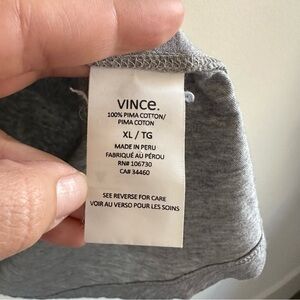 VINCE.
100% PIMA COTTON/
PIMA COTON
XL / TG
MADE IN PERU
FABRIQUÉ AU PÉROU
RN# 106730
CA# 34460
SEE REVERSE FOR CARE
VOIR AU VERSO POUR LES SOINS